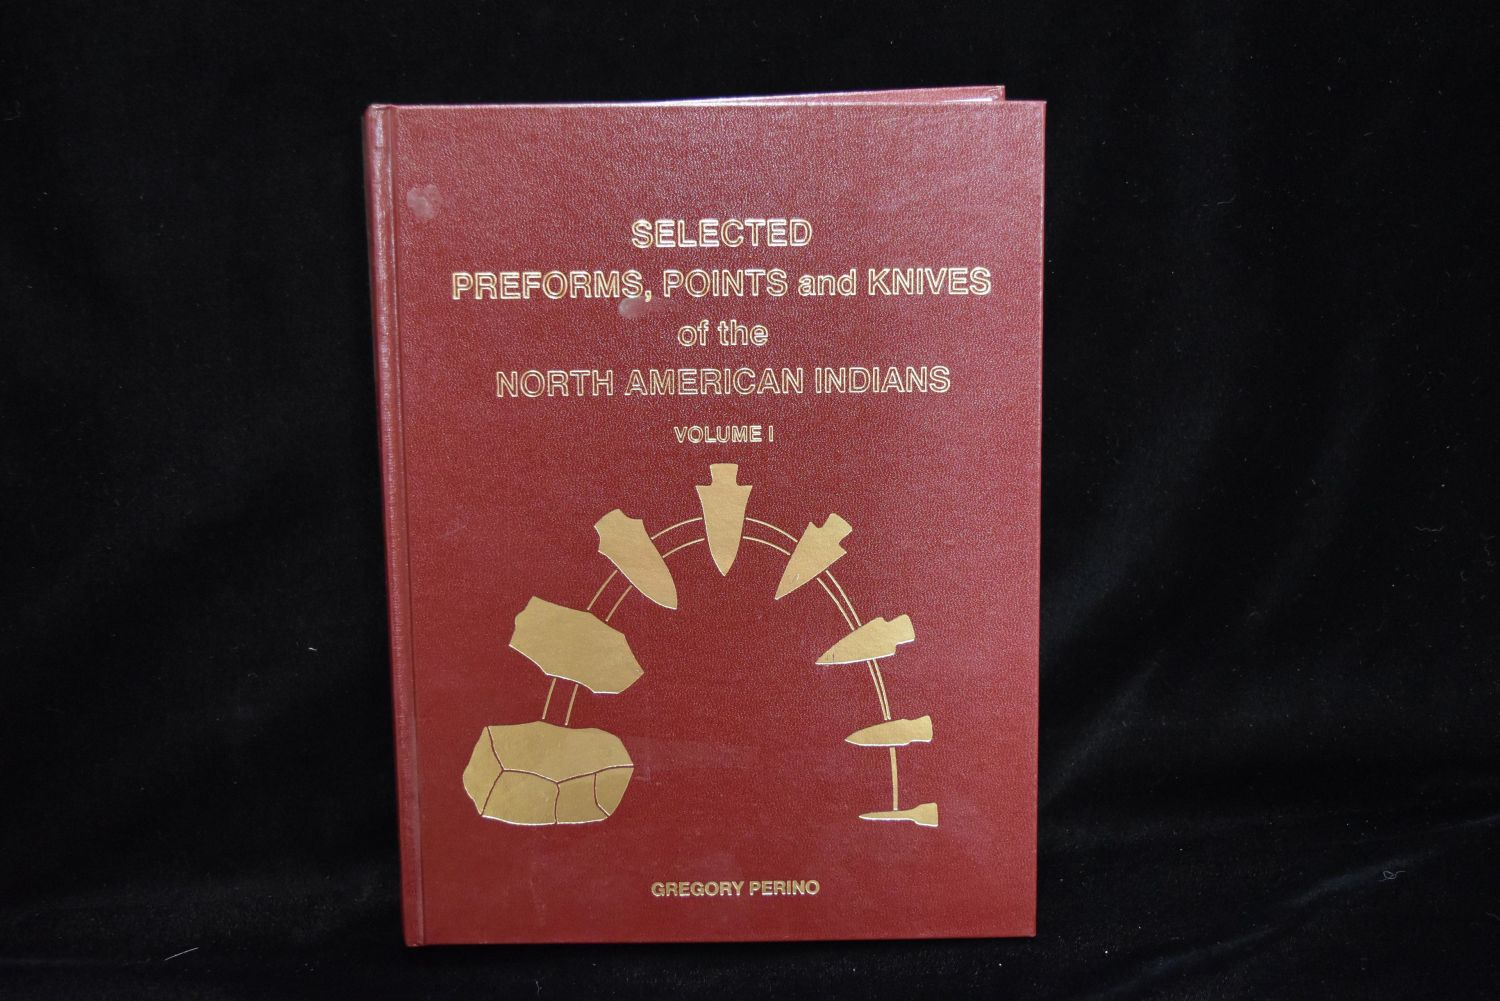 SELECTED
PREFORMS, POINTS and KNIVES
of the
NORTH AMERICAN INDIANS
VOLUME I
GREGORY PERINO